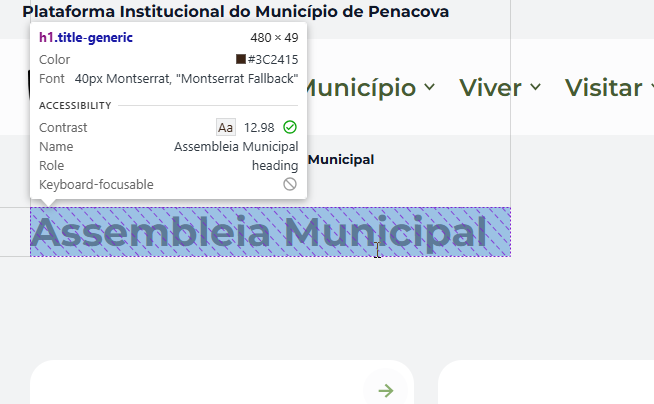 Plataforma Institucional do Município de Penacova
h1.title-generic 480 × 49
Color #3C2415
Font 40px Montserrat, "Montserrat Fallback"
ACCESSIBILITY
Contrast Aa 12.98
Name Assembleia Municipal
Role heading
Keyboard-focusable
Município Viver Visitar
Municipal
Assembleia Municipal